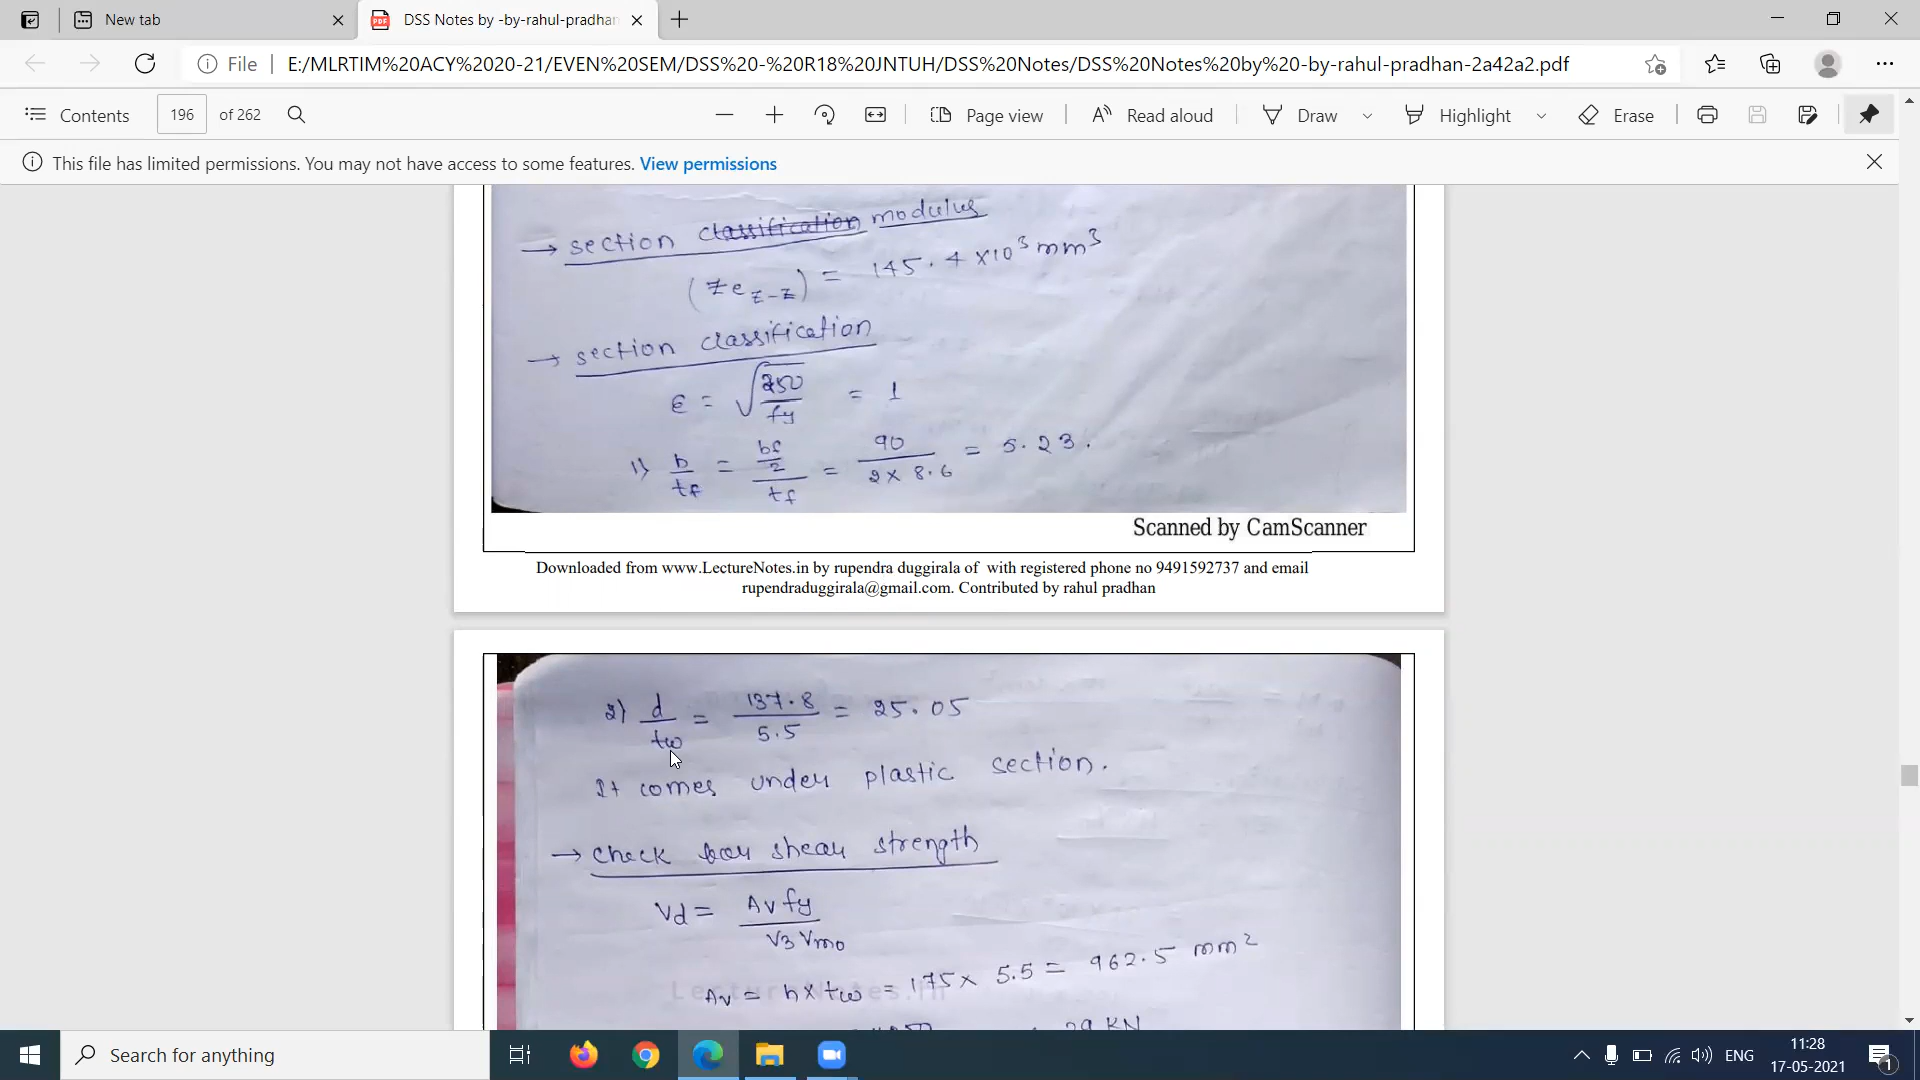 New tab
DSS Notes by -by-rahul-pradhan
File
E:/MLRTIM%20ACY%2020-21/EVEN%20SEM/DSS%20-%20R18%20JNTUH/DSS%20Notes/DSS%20Notes%20by%20-by-rahul-pradhan-2a42a2.pdf
Contents 196 of 262 Page view Read aloud Draw Highlight Erase
This file has limited permissions. You may not have access to some features. View permissions
→ section classification modulus
(Ze z-z) = 145.4 ×10³ mm³
→ section classification
ϵ = √250/fy = 1
1) b/tf = bf/2/tf = 90/2×8.6 = 5.23.
Scanned by CamScanner
Downloaded from www.LectureNotes.in by rupendra duggirala of with registered phone no 9491592737 and email
rupendraduggirala@gmail.com. Contributed by rahul pradhan
2) d/tw = 137.8/5.5 = 25.05
It comes under plastic section.
→ check for shear strength
Vd = Av fy/√3 γmo
Av = h× tw = 175× 5.5 = 962.5 mm²
LectureNotes.in
29 KN
Search for anything
ENG
11:28
17-05-2021
1